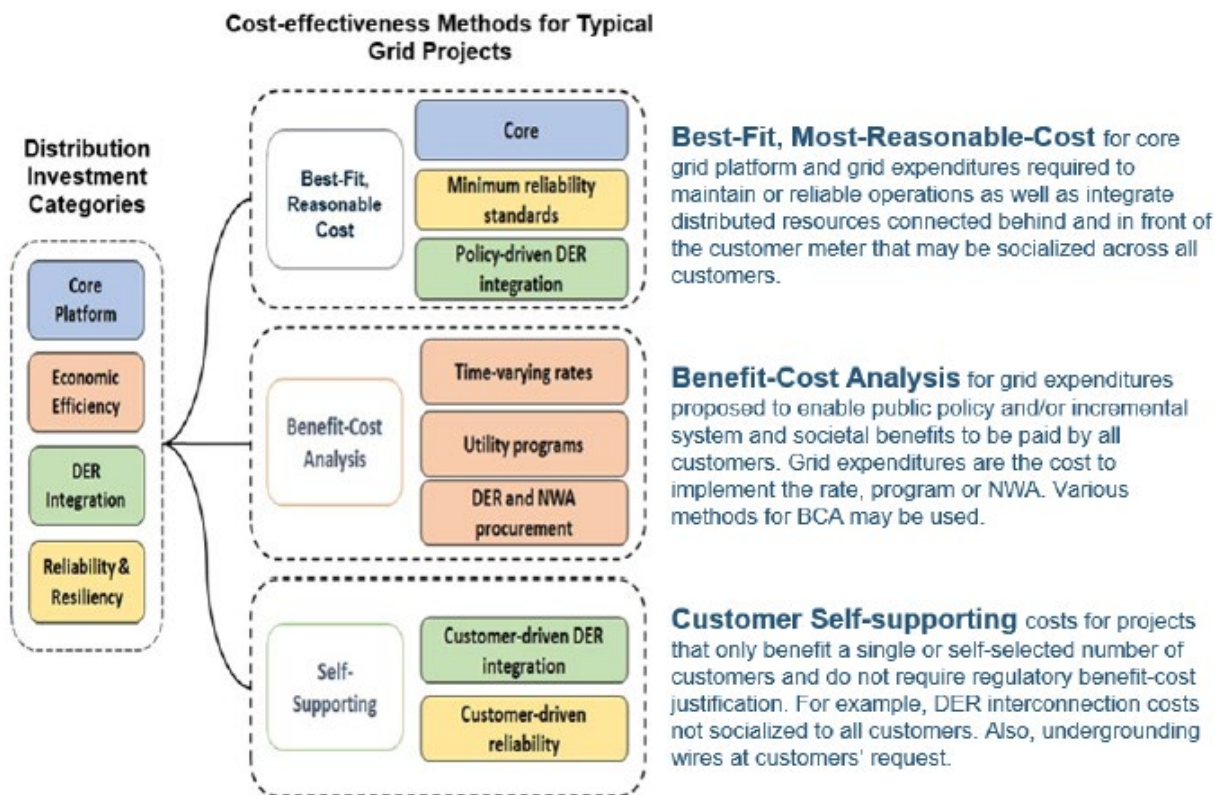 Cost-effectiveness Methods for Typical
Grid Projects
Distribution
Investment
Categories
Core
Platform
Economic
Efficiency
DER
Integration
Reliability &
Resiliency
Best-Fit,
Reasonable
Cost
Core
Minimum reliability
standards
Policy-driven DER
integration
Best-Fit, Most-Reasonable-Cost for core
grid platform and grid expenditures required to
maintain or reliable operations as well as integrate
distributed resources connected behind and in front of
the customer meter that may be socialized across all
customers.
Benefit-Cost
Analysis
Time-varying rates
Utility programs
DER and NWA
procurement
Benefit-Cost Analysis for grid expenditures
proposed to enable public policy and/or incremental
system and societal benefits to be paid by all
customers. Grid expenditures are the cost to
implement the rate, program or NWA. Various
methods for BCA may be used.
Self-
Supporting
Customer-driven DER
integration
Customer-driven
reliability
Customer Self-supporting costs for projects
that only benefit a single or self-selected number of
customers and do not require regulatory benefit-cost
justification. For example, DER interconnection costs
not socialized to all customers. Also, undergrounding
wires at customers' request.